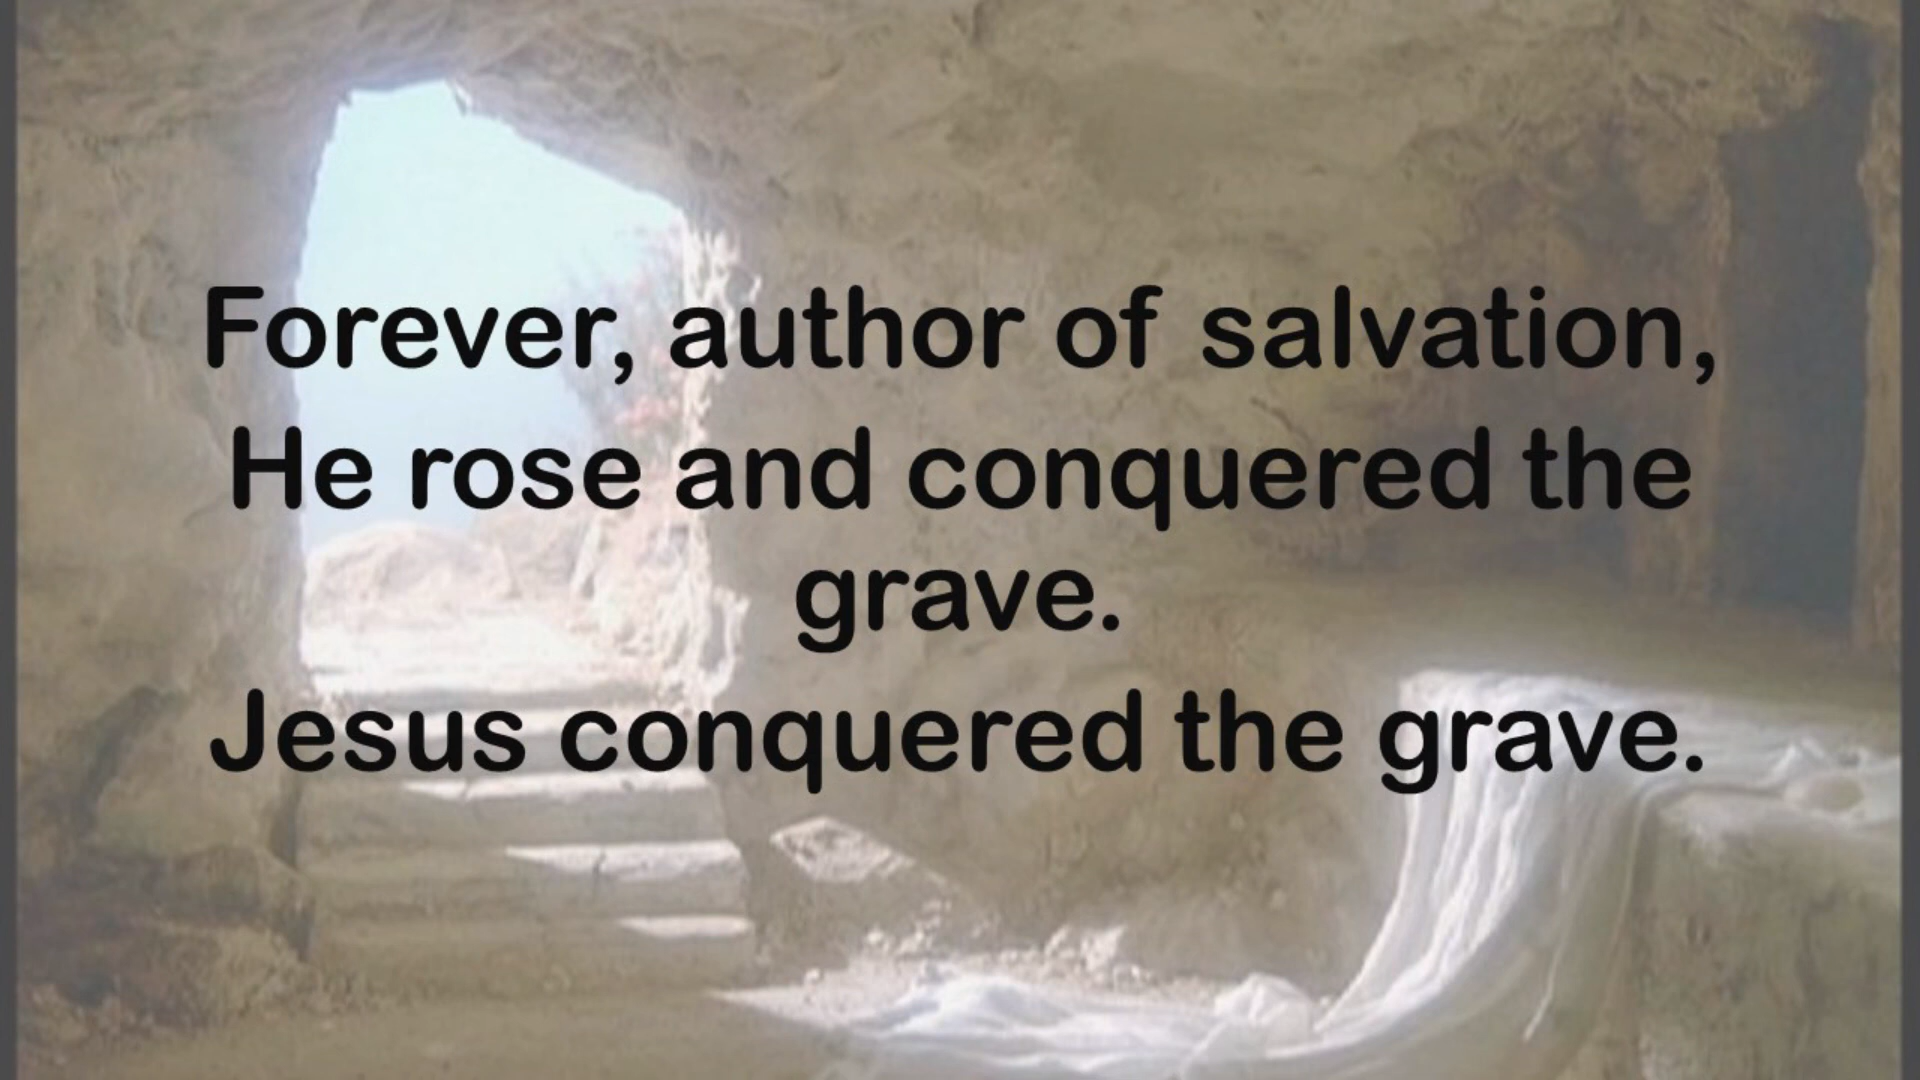 Forever, author of salvation,
He rose and conquered the
grave.
Jesus conquered the grave.